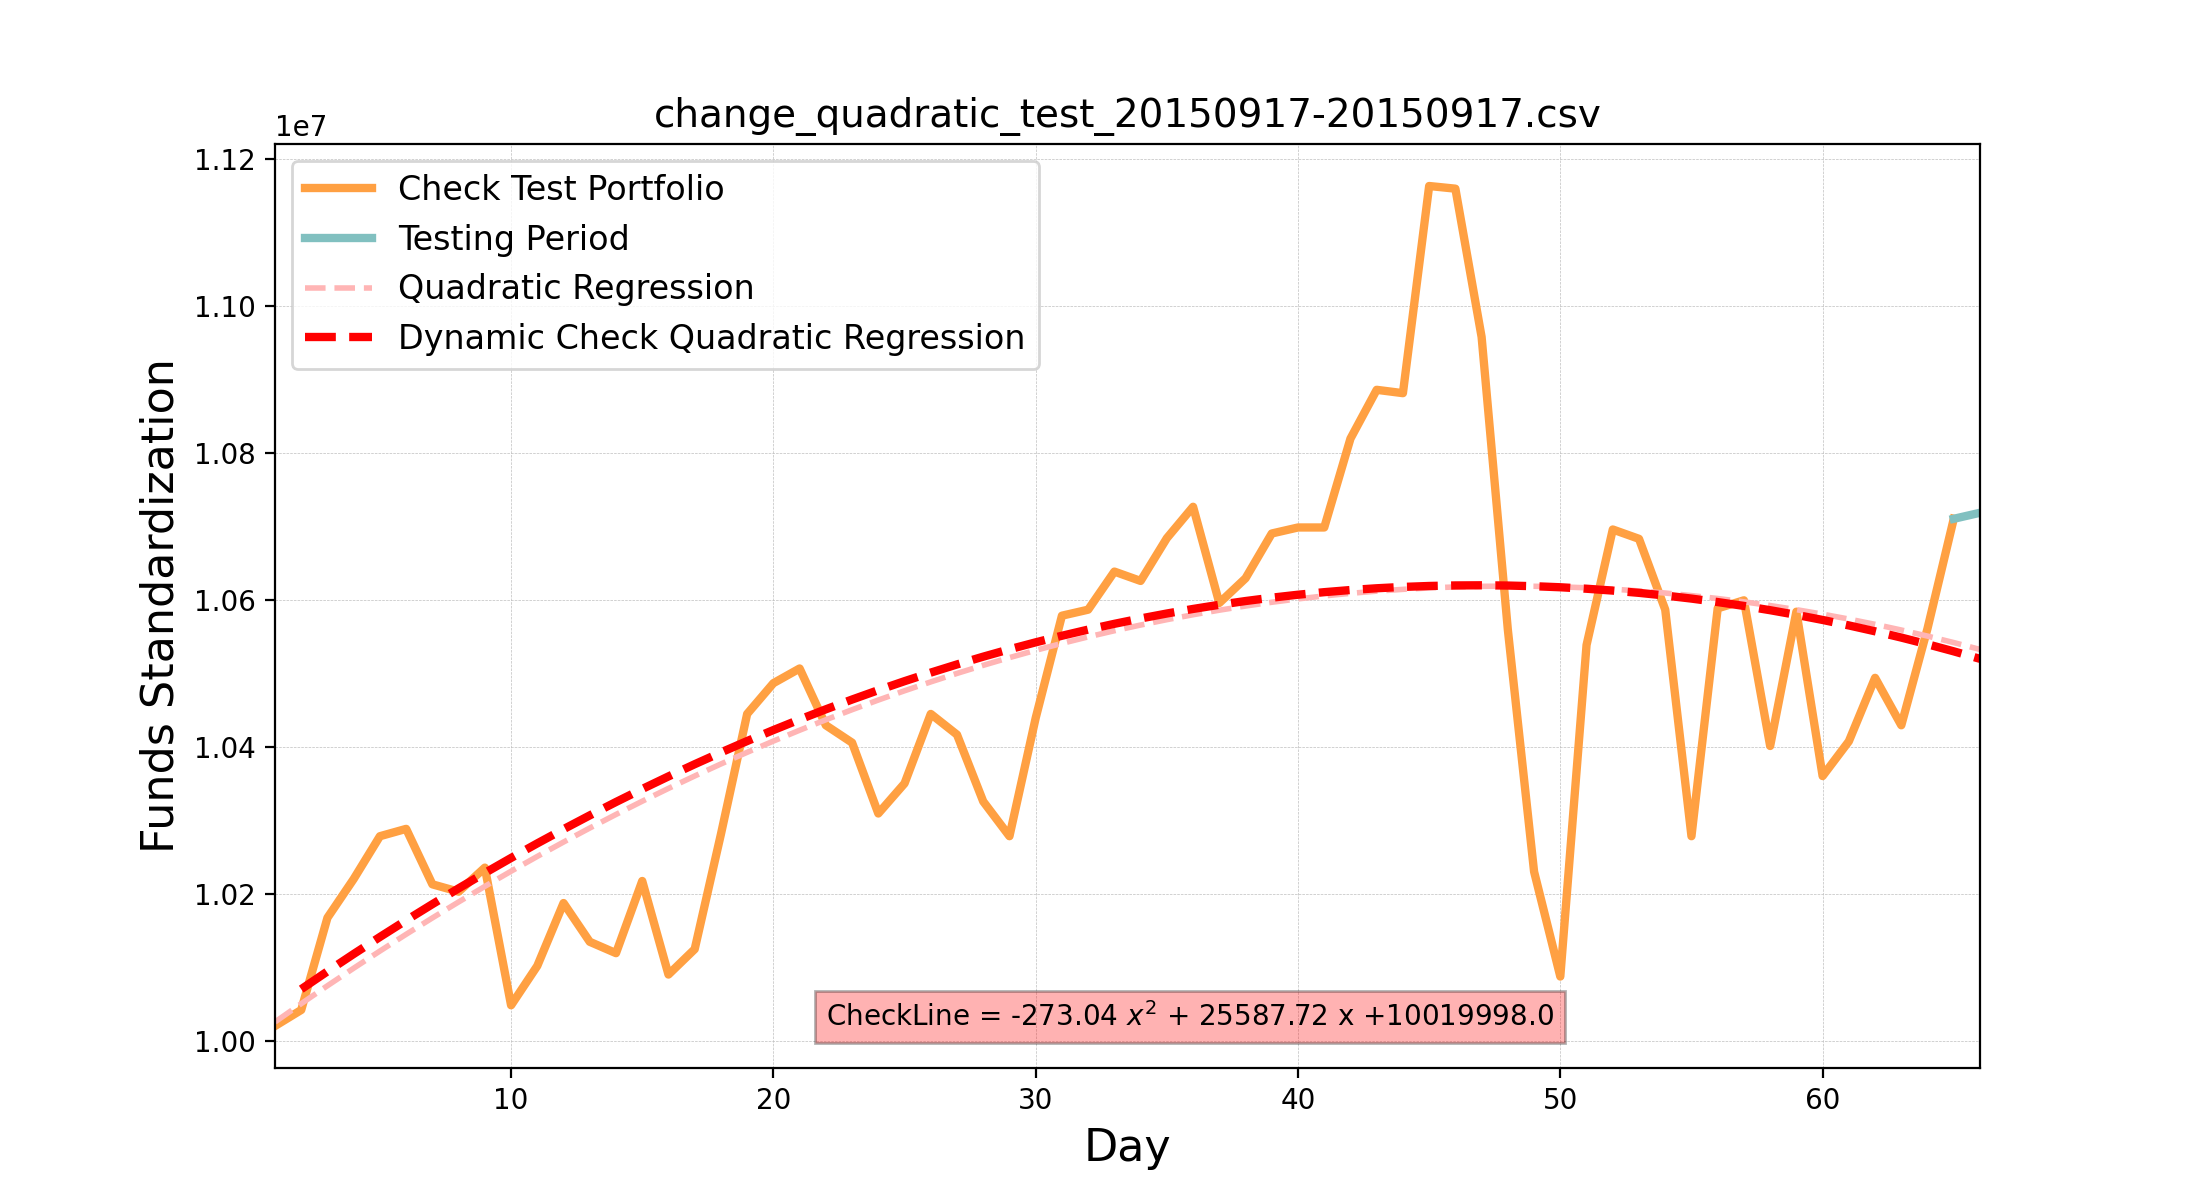 change_quadratic_test_20150917-20150917.csv
1e7
1.12
1.10
1.08
1.06
1.04
1.02
1.00
Funds Standardization
Check Test Portfolio
Testing Period
Quadratic Regression
Dynamic Check Quadratic Regression
CheckLine = -273.04 x² + 25587.72 x +10019998.0
10 20 30 40 50 60
Day